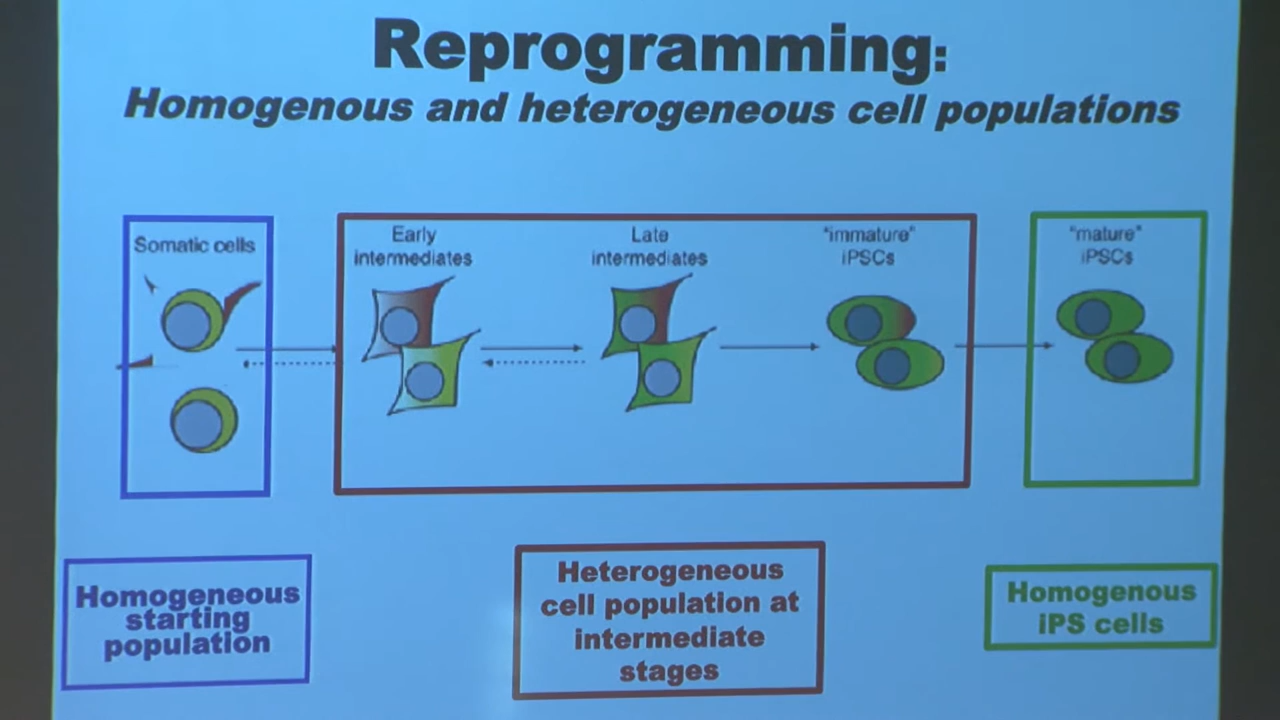 Reprogramming:
Homogenous and heterogeneous cell populations
Somatic cells
Early
intermediates
Late
intermediates
"immature"
iPSCs
"mature"
iPSCs
Homogeneous
starting
population
Heterogeneous
cell population at
intermediate
stages
Homogenous
iPS cells